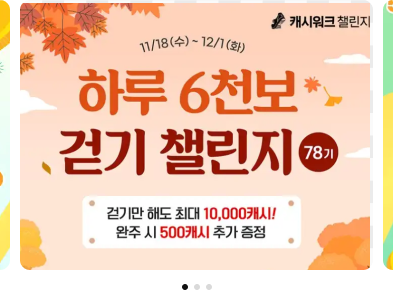 캐시워크 챌린지
11/18(수) ~ 12/1(화)
하루 6천보
걷기 챌린지 78기
걷기만 해도 최대 10,000캐시!
완주 시 500캐시 추가 증정